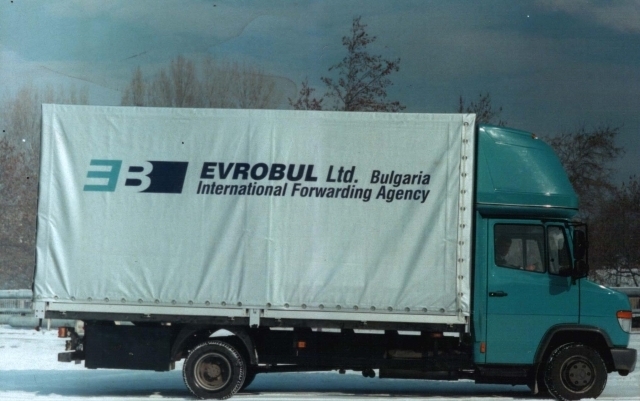 EB
EVROBUL Ltd. Bulgaria
International Forwarding Agency